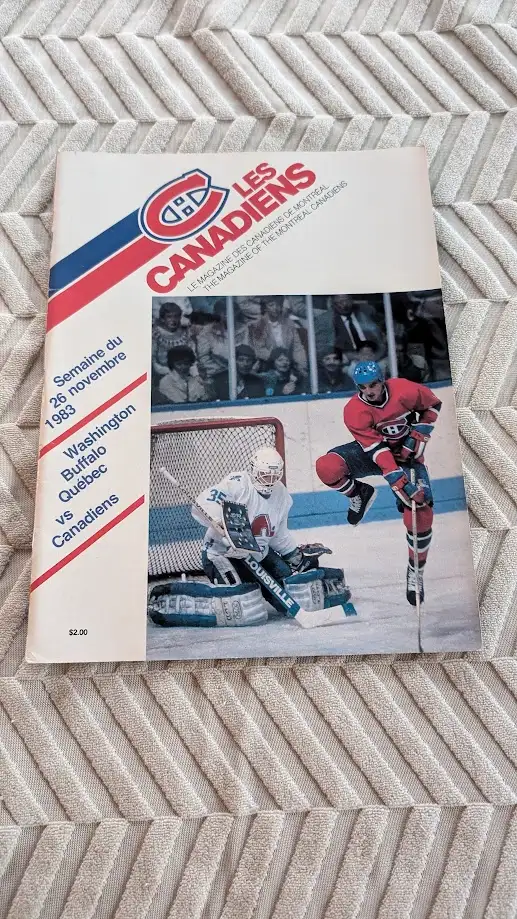 LES
CANADIENS
LE MAGAZINE DES CANADIENS DE MONTRÉAL
THE MAGAZINE OF THE MONTREAL CANADIENS
Semaine du
26 novembre
1983
Washington
Buffalo
Québec
vs
Canadiens
$2.00
35
LOUISVILLE